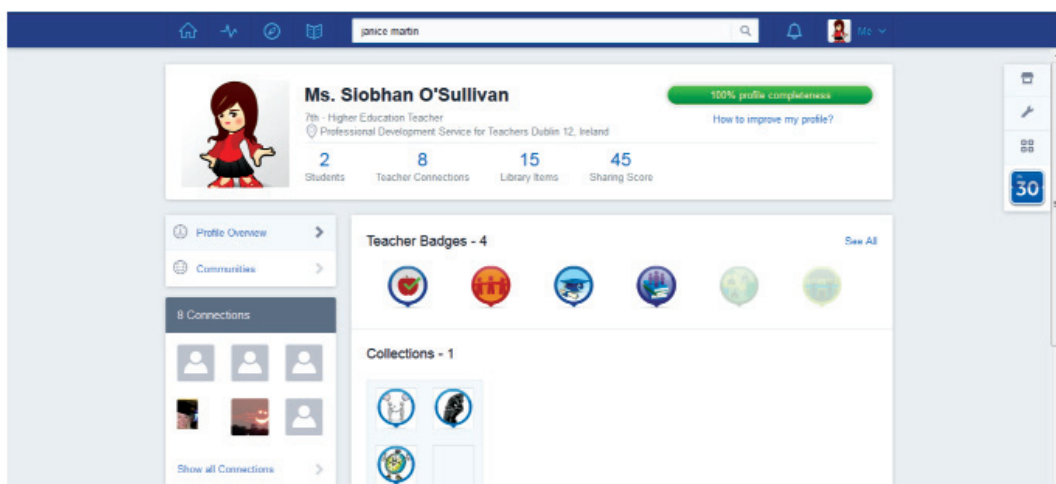 janice martin
Me
Ms. Siobhan O'Sullivan
100% profile completeness
7th - Higher Education Teacher
How to improve my profile?
Professional Development Service for Teachers Dublin 12, Ireland
2 8 15 45
Students Teacher Connections Library Items Sharing Score
30
Profile Overview
Communities
8 Connections
Show all Connections
Teacher Badges - 4
See All
Collections - 1